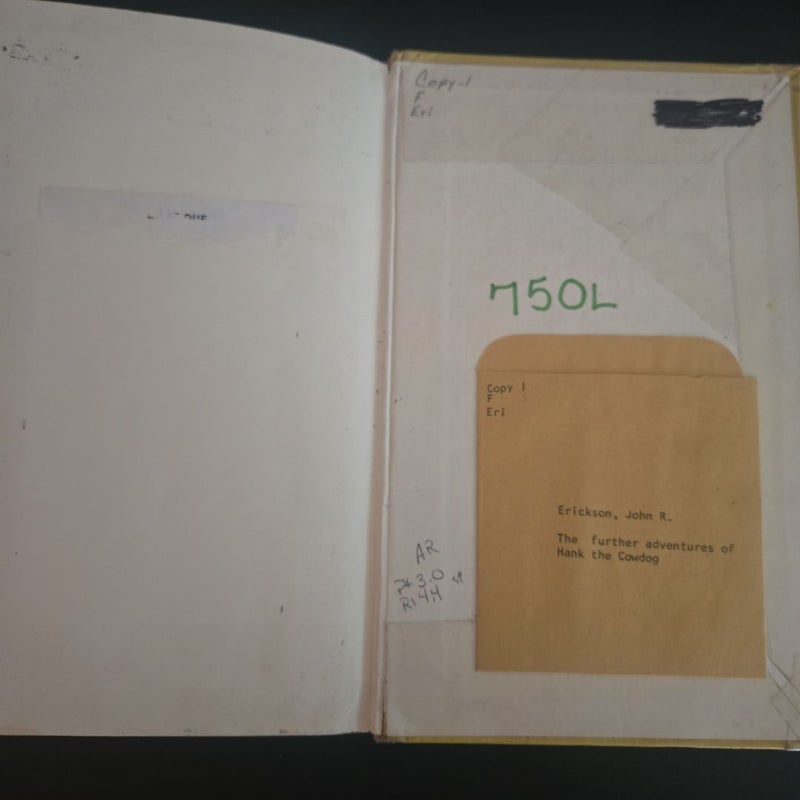 Copy-1
F
Eri
750L
Copy 1
F
Eri
Erickson, John R.
The further adventures of
Hank the Cowdog
AR
Pt 3.0
RL 4.4